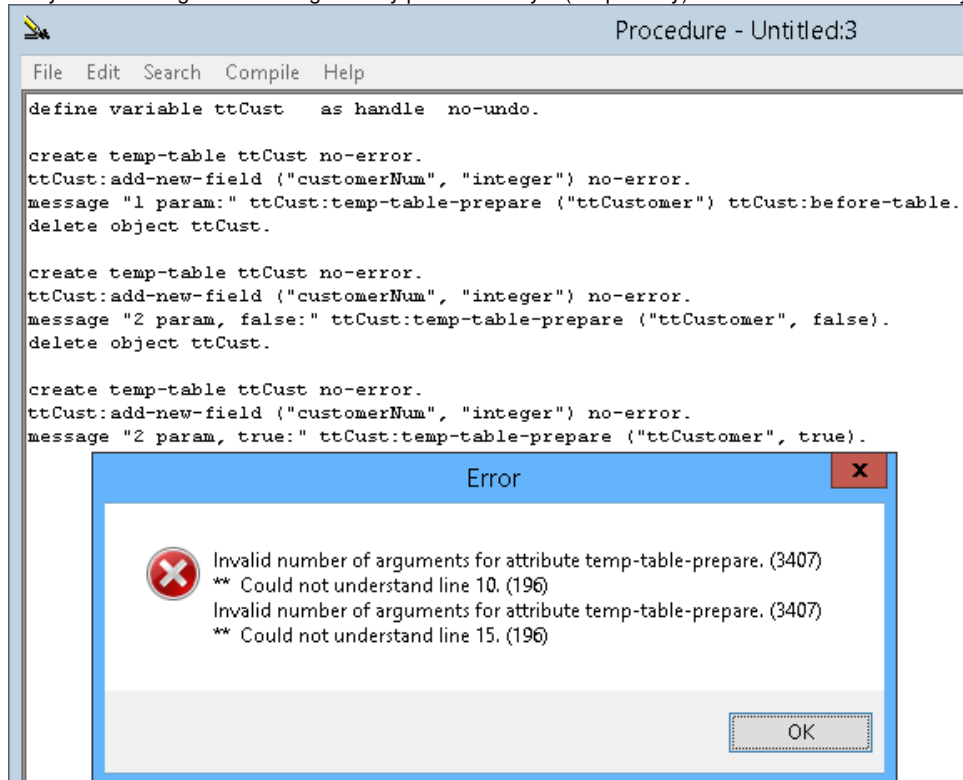 Procedure - Untitled:3
File Edit Search Compile Help
define variable ttCust as handle no-undo.
create temp-table ttCust no-error.
ttCust:add-new-field ("customerNum", "integer") no-error.
message "1 param:" ttCust:temp-table-prepare ("ttCustomer") ttCust:before-table.
delete object ttCust.
create temp-table ttCust no-error.
ttCust:add-new-field ("customerNum", "integer") no-error.
message "2 param, false:" ttCust:temp-table-prepare ("ttCustomer", false).
delete object ttCust.
create temp-table ttCust no-error.
ttCust:add-new-field ("customerNum", "integer") no-error.
message "2 param, true:" ttCust:temp-table-prepare ("ttCustomer", true).
Error
x
Invalid number of arguments for attribute temp-table-prepare. (3407)
** Could not understand line 10. (196)
Invalid number of arguments for attribute temp-table-prepare. (3407)
** Could not understand line 15. (196)
OK